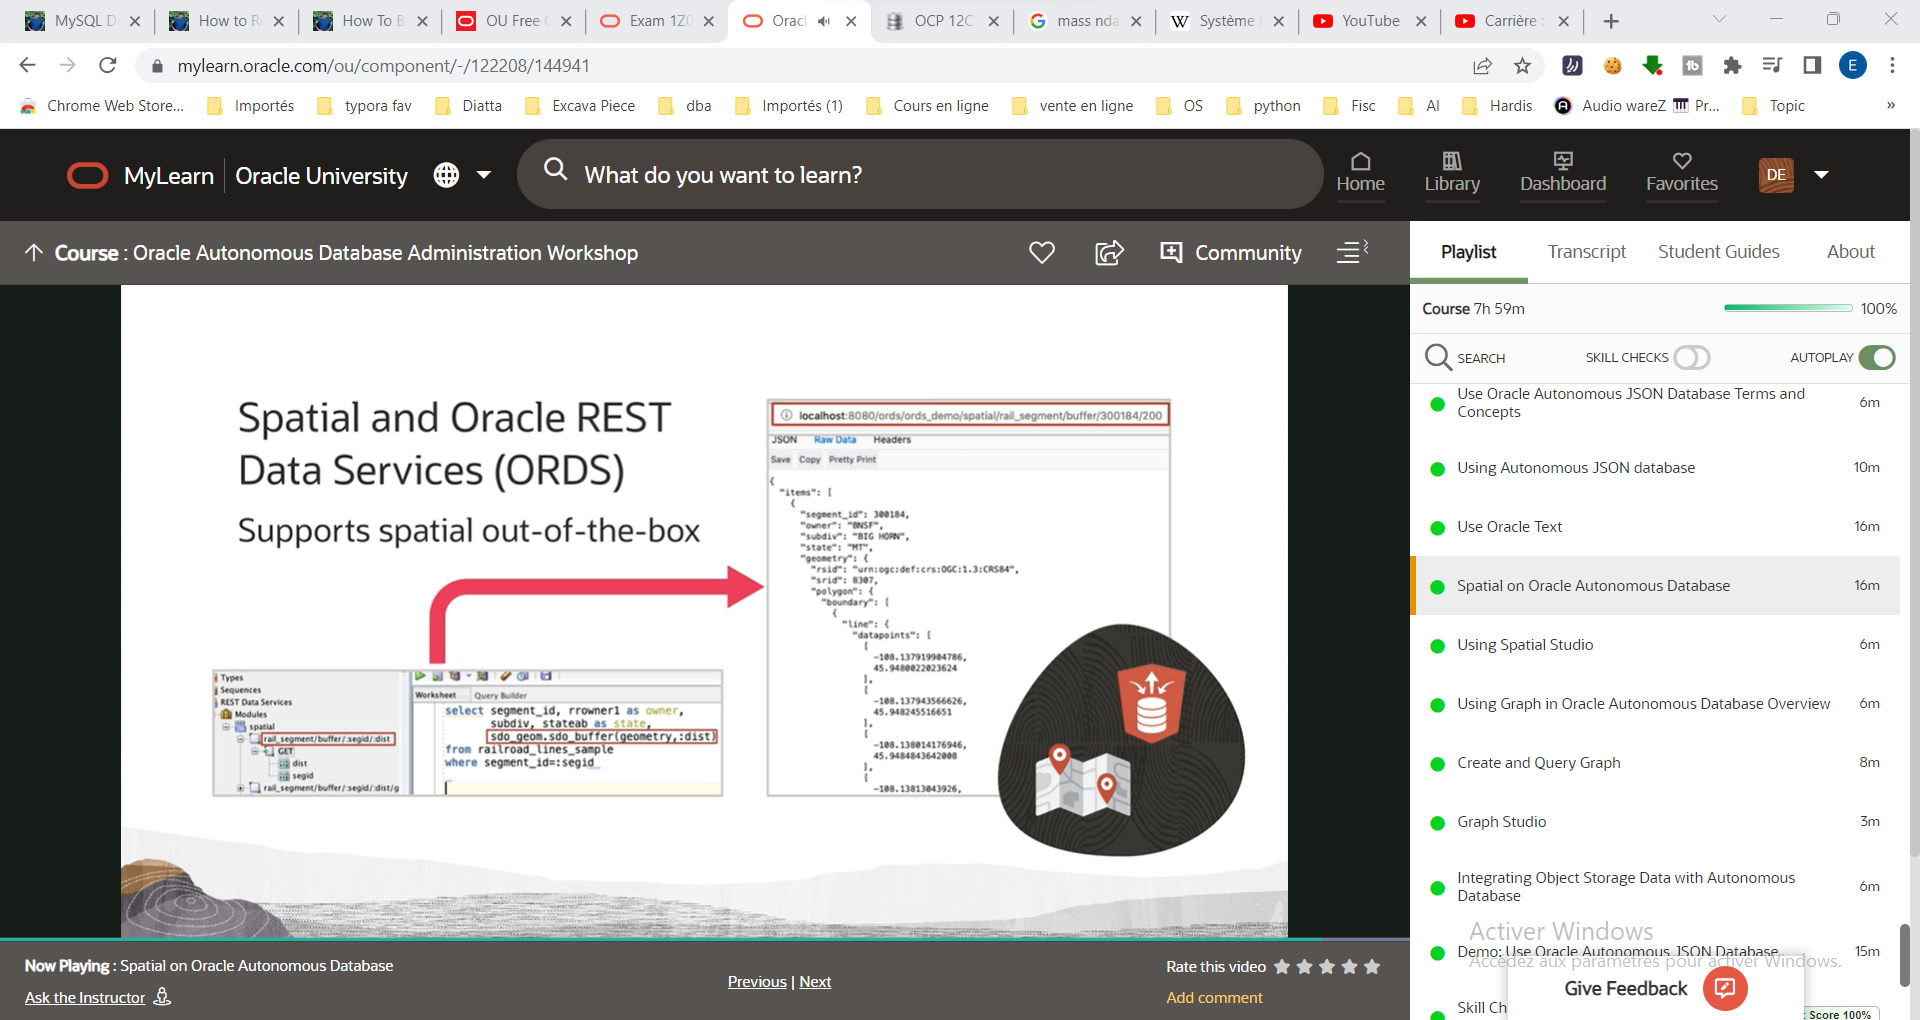 MySQL D
How to R
How To B
OU Free C
Exam 1Z0
Oracl
OCP 12C
mass nda
Système
YouTube
Carrière :
mylearn.oracle.com/ou/component/-/122208/144941
E
Chrome Web Store...
Importés
typora fav
Diatta
Excava Piece
dba
Importés (1)
Cours en ligne
vente en ligne
OS
python
Fisc
AI
Hardis
Audio wareZ
Pr...
Topic
»
MyLearn
Oracle University
What do you want to learn?
Home
Library
Dashboard
Favorites
DE
Course : Oracle Autonomous Database Administration Workshop
Community
Playlist
Transcript
Student Guides
About
Course 7h 59m
100%
SEARCH
SKILL CHECKS
AUTOPLAY
Use Oracle Autonomous JSON Database Terms and
Concepts
6m
Using Autonomous JSON database
10m
Use Oracle Text
16m
Spatial on Oracle Autonomous Database
16m
Using Spatial Studio
6m
Using Graph in Oracle Autonomous Database Overview
6m
Create and Query Graph
8m
Graph Studio
3m
Integrating Object Storage Data with Autonomous
Database
6m
Demo: Use Oracle Autonomous JSON Database
15m
Skill Ch
Score 100%
Activer Windows
Accédez aux paramètres pour activer Windows.
Give Feedback
Spatial and Oracle REST
Data Services (ORDS)
Supports spatial out-of-the-box
Types
Sequences
REST Data Services
Modules
spatial
rail_segment/buffer/:segid/:dist
GET
dist
segid
rail_segment/buffer/:segid/:dist/g
Worksheet
Query Builder
select segment_id, rrowner1 as owner,
subdiv, stateab as state,
sdo_geom.sdo_buffer(geometry,:dist)
from railroad_lines_sample
where segment_id=:segid
localhost:8080/ords/ords_demo/spatial/rail_segment/buffer/300184/200
JSON
Raw Data
Headers
Save
Copy
Pretty Print
{
"items": [
{
"segment_id": 300184,
"owner": "BNSF",
"subdiv": "BIG HORN",
"state": "MT",
"geometry": {
"rsid": "urn:ogc:def:crs:OGC:1.3:CRS84",
"srid": 8307,
"polygon": {
"boundary": [
{
"line": {
"datapoints": [
[
-108.137919904786,
45.9480022023624
],
[
-108.137943566626,
45.948245516651
],
[
-108.138014176946,
45.9484843642008
],
[
-108.13813043926,
Now Playing : Spatial on Oracle Autonomous Database
Ask the Instructor
Previous | Next
Rate this video
Add comment